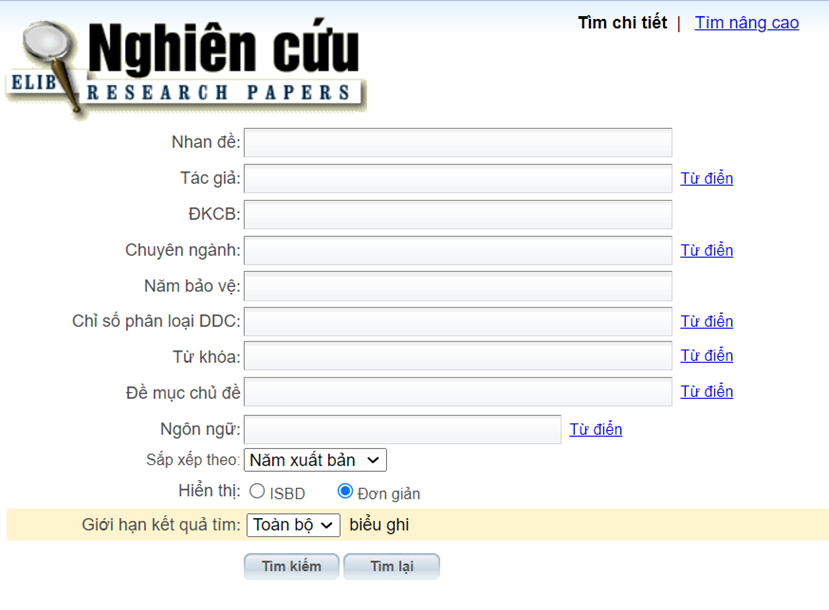 Tìm chi tiết | Tìm nâng cao
Nghiên cứu
ELIB RESEARCH PAPERS
Nhan đề:
Tác giả: Từ điển
ĐKCB:
Chuyên ngành: Từ điển
Năm bảo vệ:
Chỉ số phân loại DDC: Từ điển
Từ khóa: Từ điển
Đề mục chủ đề Từ điển
Ngôn ngữ: Từ điển
Sắp xếp theo: Năm xuất bản
Hiển thị: ISBD Đơn giản
Giới hạn kết quả tìm: Toàn bộ biểu ghi
Tìm kiếm Tìm lại